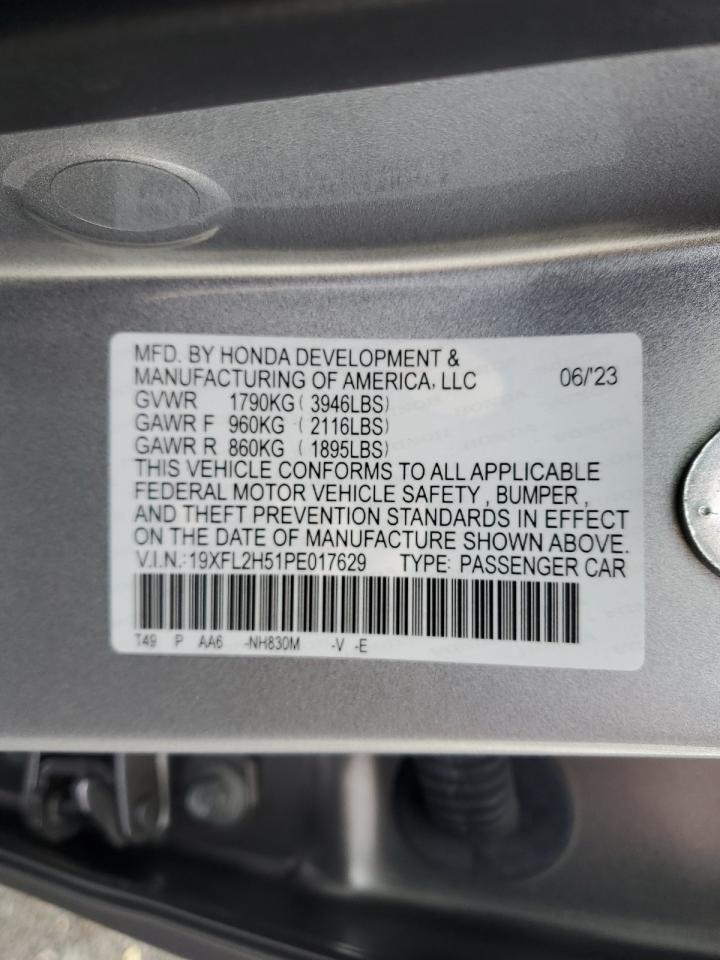 MFD. BY HONDA DEVELOPMENT &
MANUFACTURING OF AMERICA, LLC 06/'23
GVWR 1790KG ( 3946LBS)
GAWR F 960KG ( 2116LBS)
GAWR R 860KG ( 1895LBS)
THIS VEHICLE CONFORMS TO ALL APPLICABLE
FEDERAL MOTOR VEHICLE SAFETY , BUMPER ,
AND THEFT PREVENTION STANDARDS IN EFFECT
ON THE DATE OF MANUFACTURE SHOWN ABOVE.
V.I.N.:19XFL2H51PE017629 TYPE: PASSENGER CAR
T49 P AA6 -NH830M -V -E